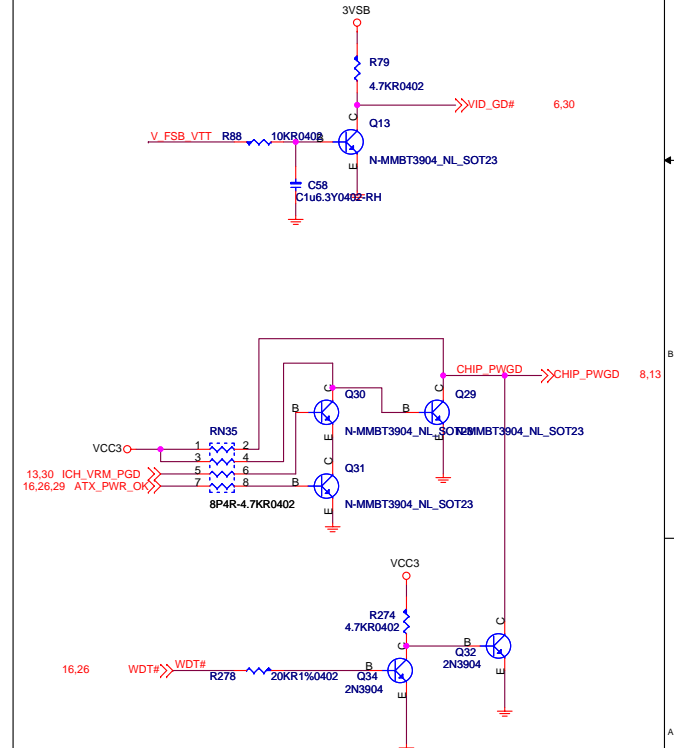 3VSB
R79
4.7KR0402
VID_GD# 6,30
C
Q13
V_FSB_VTT R88 10KR0402 B
N-MMBT3904_NL_SOT23
E
C58
C1u6.3Y0402-RH
B
CHIP_PWGD CHIP_PWGD 8,13
C Q30 C Q29
B B
RN35
N-MMBT3904_NL_SOT23 N-MMBT3904_NL_SOT23
E E
VCC3 1 2
3 4
C Q31
13,30 ICH_VRM_PGD 5 6
16,26,29 ATX_PWR_OK 7 8 B
8P4R-4.7KR0402 N-MMBT3904_NL_SOT23
E
VCC3
R274
4.7KR0402
C
C B
Q32
2N3904
16,26 WDT# WDT# B
R278 20KR1%0402 Q34
2N3904
E
E
A